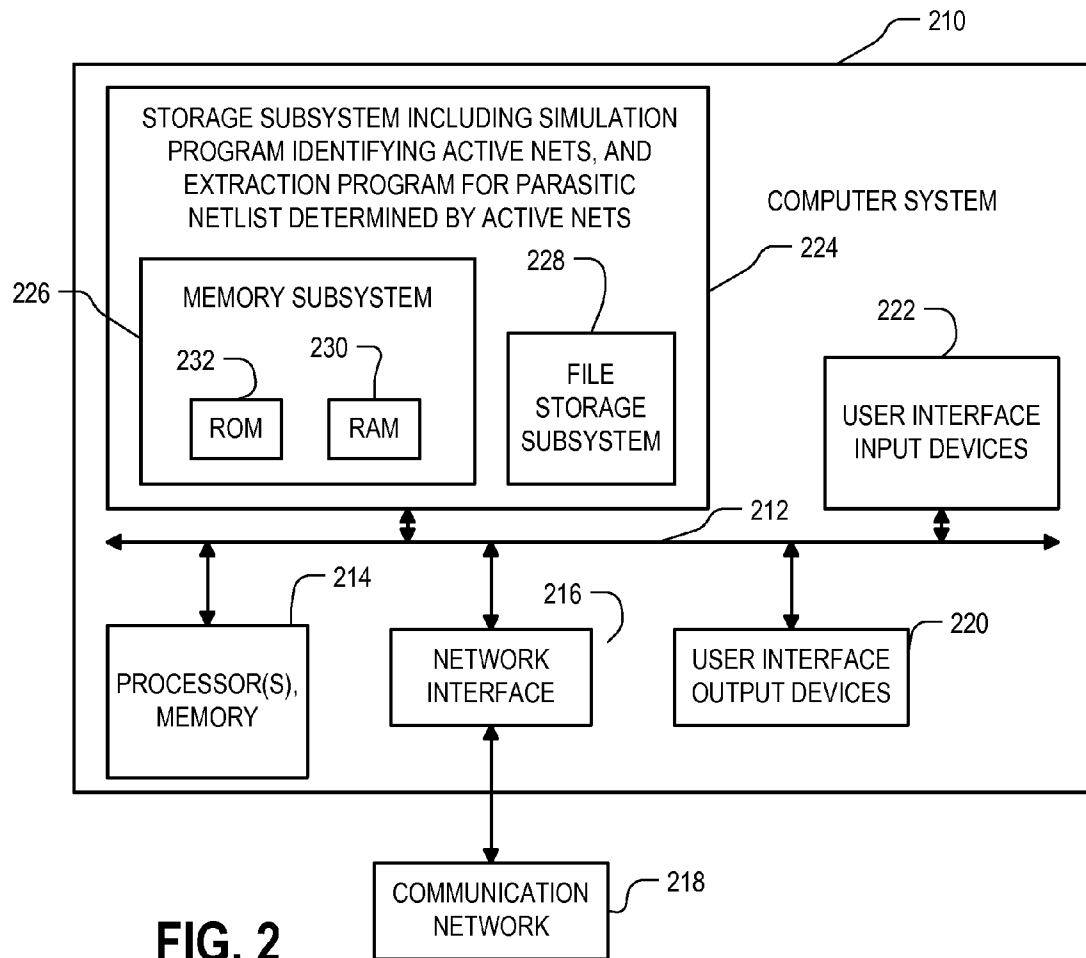 210
STORAGE SUBSYSTEM INCLUDING SIMULATION
PROGRAM IDENTIFYING ACTIVE NETS, AND
EXTRACTION PROGRAM FOR PARASITIC
NETLIST DETERMINED BY ACTIVE NETS
COMPUTER SYSTEM
224
226
MEMORY SUBSYSTEM
228
222
232
230
ROM
RAM
FILE
STORAGE
SUBSYSTEM
USER INTERFACE
INPUT DEVICES
212
214
216
220
PROCESSOR(S),
MEMORY
NETWORK
INTERFACE
USER INTERFACE
OUTPUT DEVICES
218
COMMUNICATION
NETWORK
FIG. 2